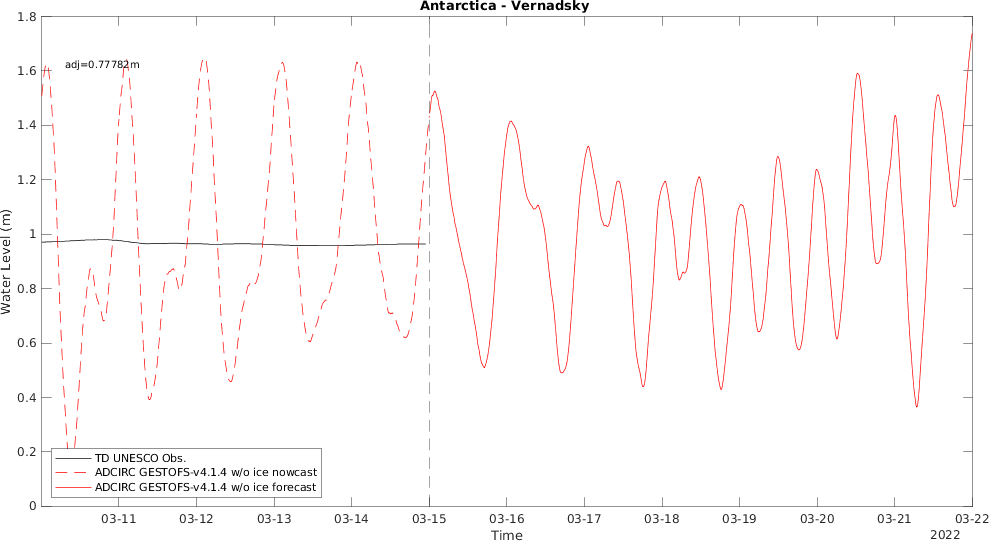 Antarctica - Vernadsky
adj=0.77782m
Water Level (m)
1.8
1.6
1.4
1.2
1
0.8
0.6
0.4
0.2
0
TD UNESCO Obs.
ADCIRC GESTOFS-v4.1.4 w/o ice nowcast
ADCIRC GESTOFS-v4.1.4 w/o ice forecast
03-11 03-12 03-13 03-14 03-15 03-16 03-17 03-18 03-19 03-20 03-21 03-22
Time
2022